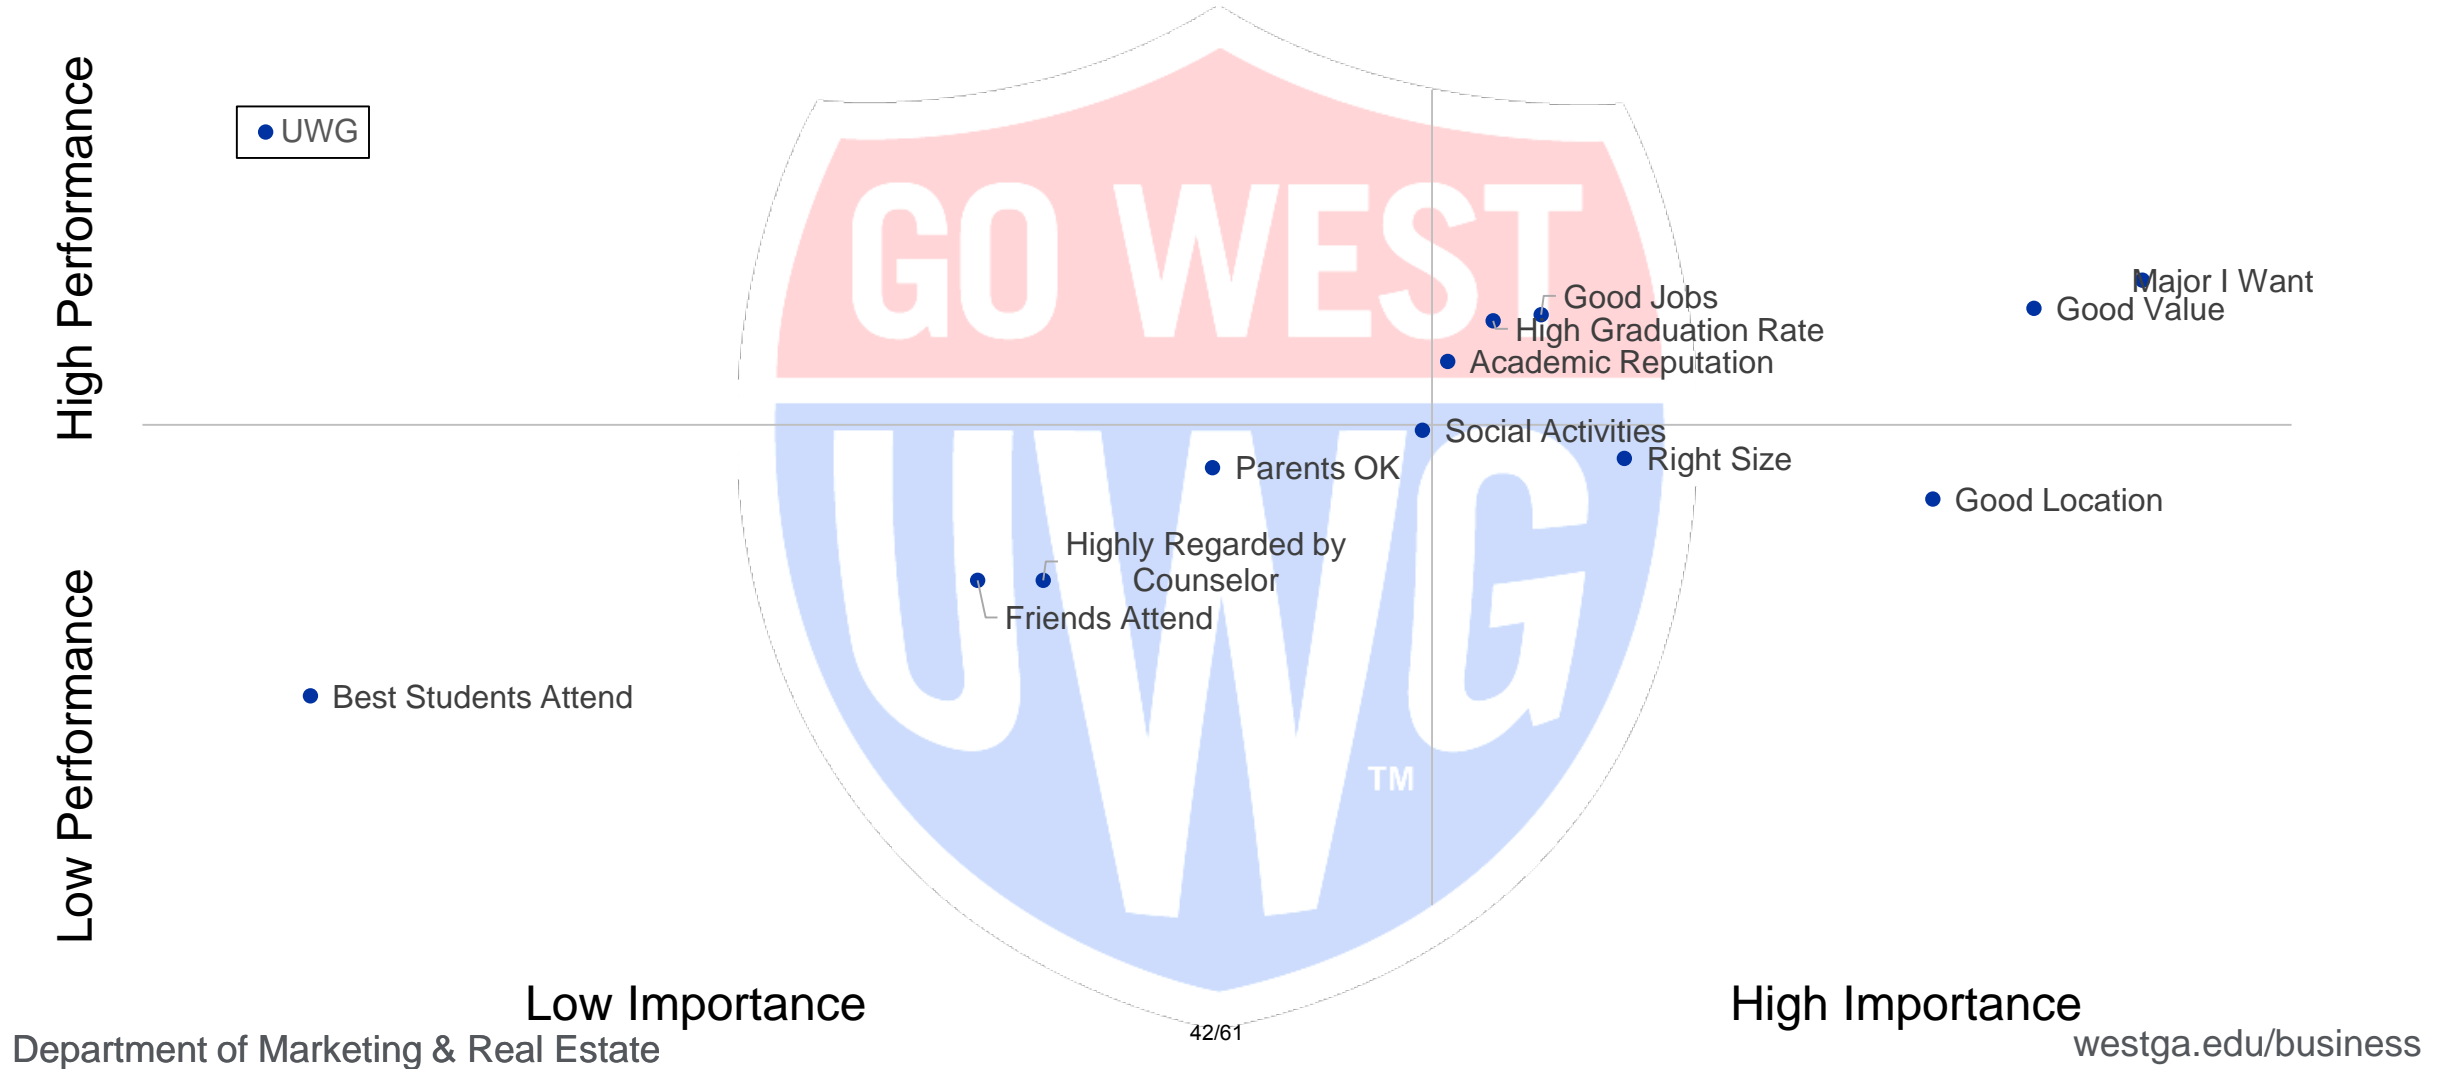 High Performance
UWG
GO WEST
Major I Want
Good Jobs
Good Value
High Graduation Rate
Academic Reputation
Social Activities
Right Size
Parents OK
Good Location
UWG
Highly Regarded by
Counselor
Friends Attend
Low Performance
Best Students Attend
TM
Low Importance
High Importance
42/61
Department of Marketing & Real Estate
westga.edu/business